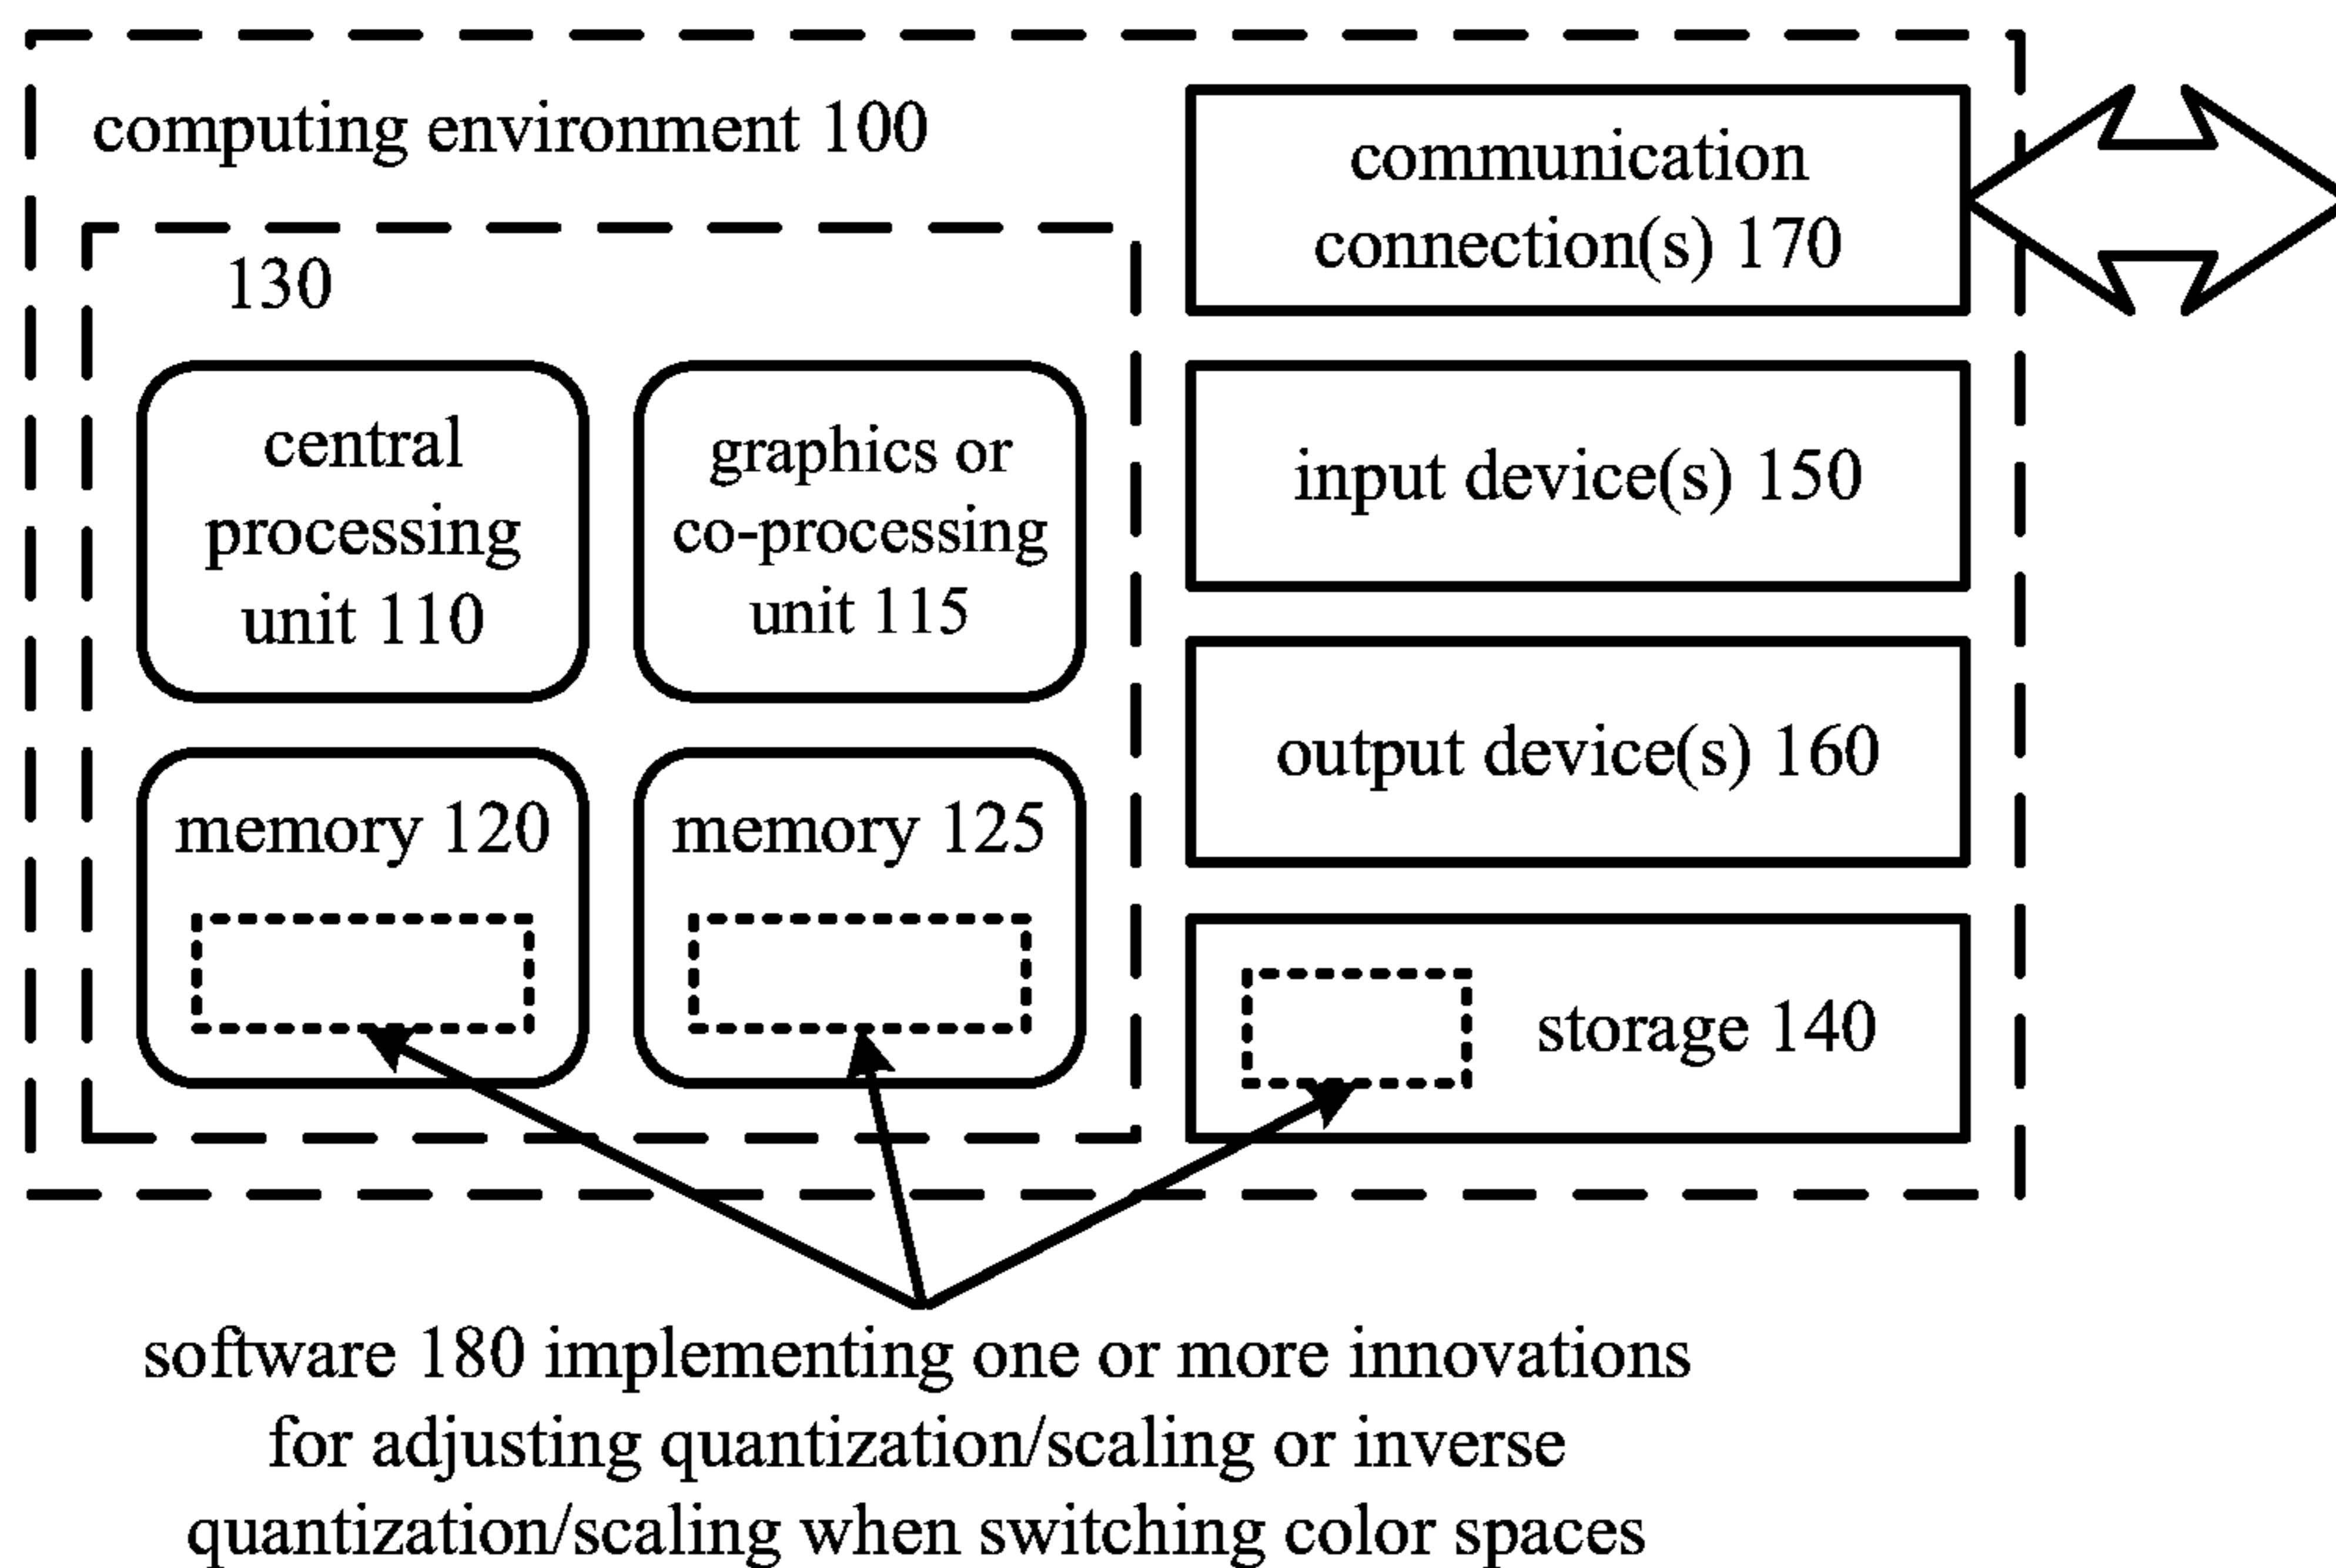 computing environment 100
130
central
processing
unit 110
graphics or
co-processing
unit 115
memory 120
memory 125
communication
connection(s) 170
input device(s) 150
output device(s) 160
storage 140
software 180 implementing one or more innovations
for adjusting quantization/scaling or inverse
quantization/scaling when switching color spaces